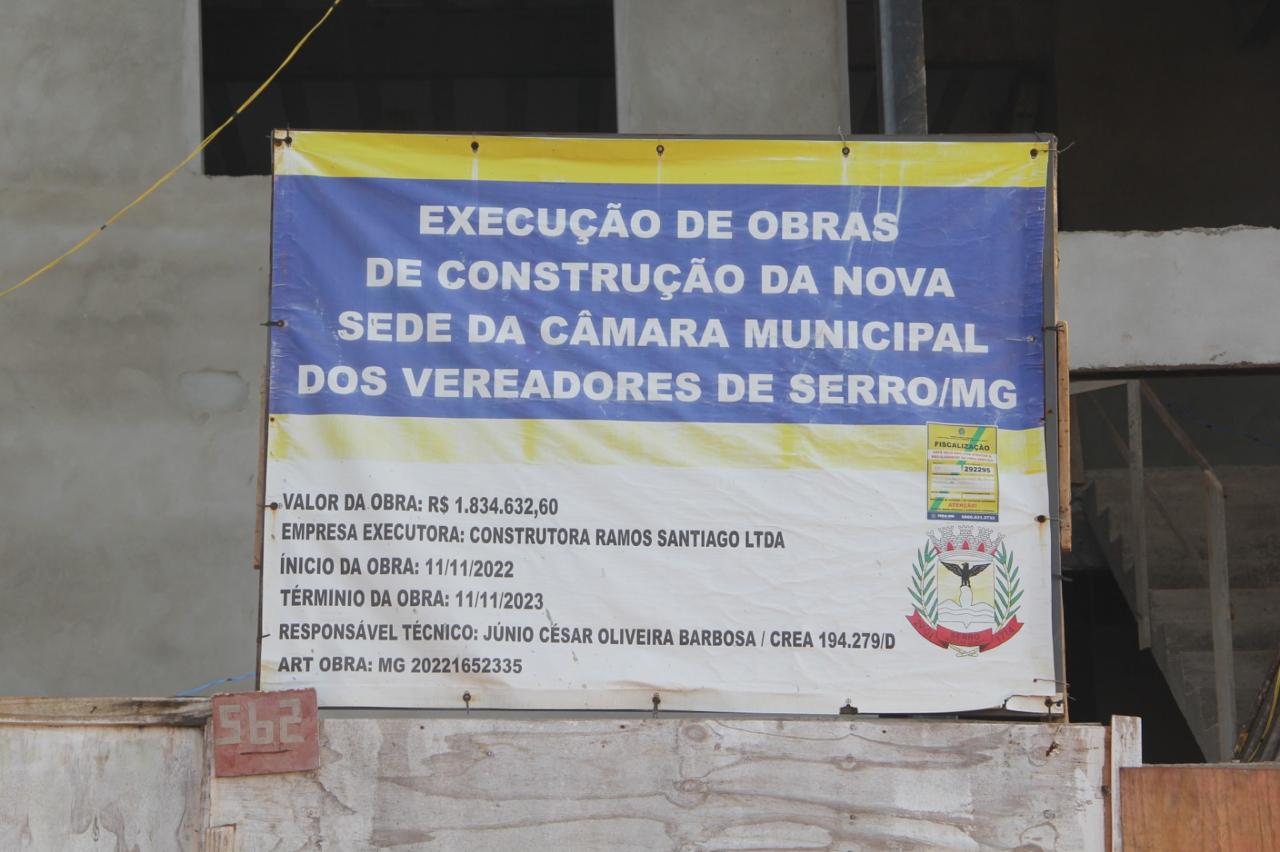 EXECUÇÃO DE OBRAS
DE CONSTRUÇÃO DA NOVA
SEDE DA CÂMARA MUNICIPAL
DOS VEREADORES DE SERRO/MG
FISCALIZAÇÃO
292295
ATENÇÃO!
VALOR DA OBRA: R$ 1.834.632,60
EMPRESA EXECUTORA: CONSTRUTORA RAMOS SANTIAGO LTDA
ÍNICIO DA OBRA: 11/11/2022
TÉRMINIO DA OBRA: 11/11/2023
RESPONSÁVEL TÉCNICO: JÚNIO CÉSAR OLIVEIRA BARBOSA / CREA 194.279/D
ART OBRA: MG 20221652335
SERRO
1714
562